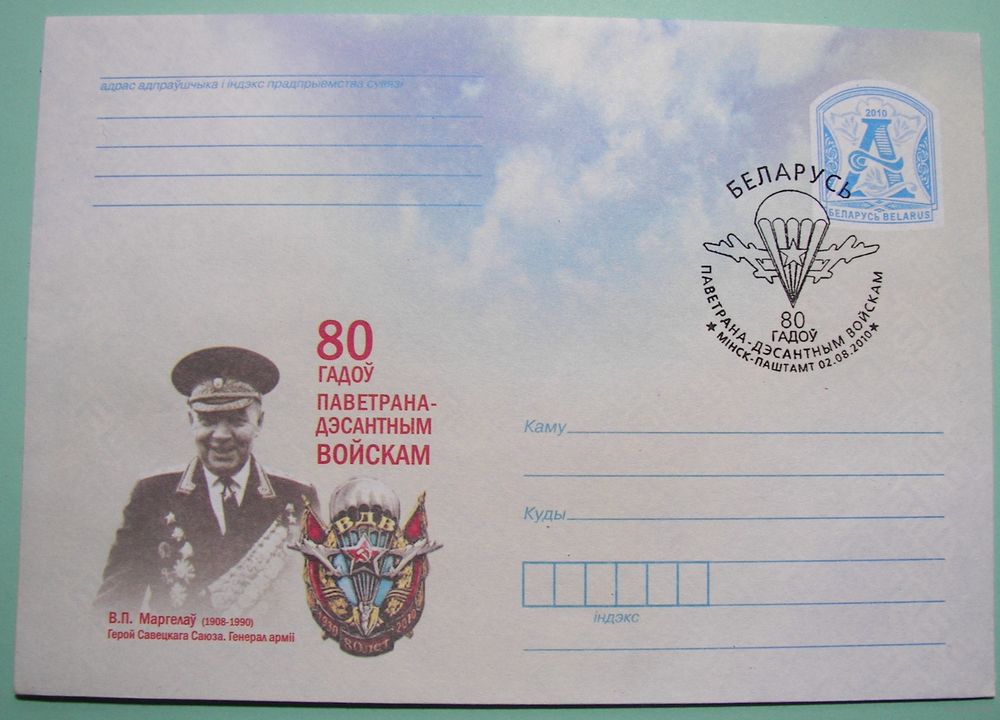 адрас адпраўшчыка і індэкс прадпрыемства сувязі
2010
А
БЕЛАРУСЬ BELARUS
БЕЛАРУСЬ
80
ГАДОЎ
ПАВЕТРАНА-ДЭСАНТНЫМ ВОЙСКАМ
★ МІНСК-ПАШТАМТ 02.08.2010 ★
80
ГАДОЎ
ПАВЕТРАНА-
ДЭСАНТНЫМ
ВОЙСКАМ
ВДВ
1930
2010
80 лет
В.П. Маргелаў (1908-1990)
Герой Савецкага Саюза. Генерал арміі
Каму
Куды
індэкс